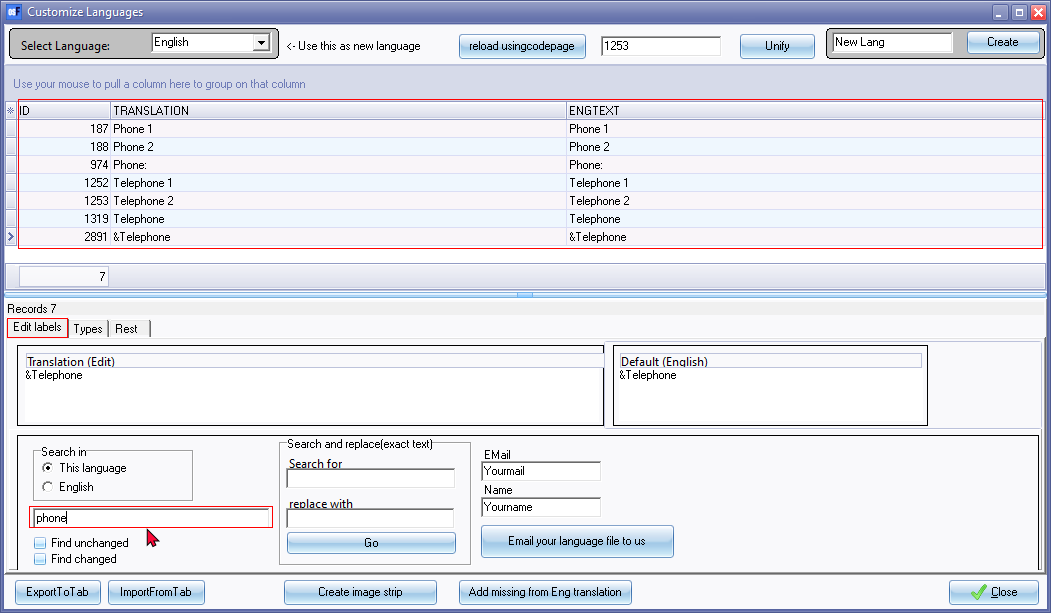 Customize Languages
Select Language: English <- Use this as new language reload usingcodepage 1253 Unify New Lang Create
Use your mouse to pull a column here to group on that column
ID TRANSLATION ENGTEXT
187 Phone 1 Phone 1
188 Phone 2 Phone 2
974 Phone: Phone:
1252 Telephone 1 Telephone 1
1253 Telephone 2 Telephone 2
1319 Telephone Telephone
2891 &Telephone &Telephone
7
Records 7
Edit labels Types Rest
Translation (Edit) Default (English)
&Telephone &Telephone
Search in
This language
English
phone
Find unchanged
Find changed
Search and replace(exact text)
Search for
replace with
Go
EMail
Yourmail
Name
Yourname
Email your language file to us
ExportToTab ImportFromTab Create image strip Add missing from Eng translation Close